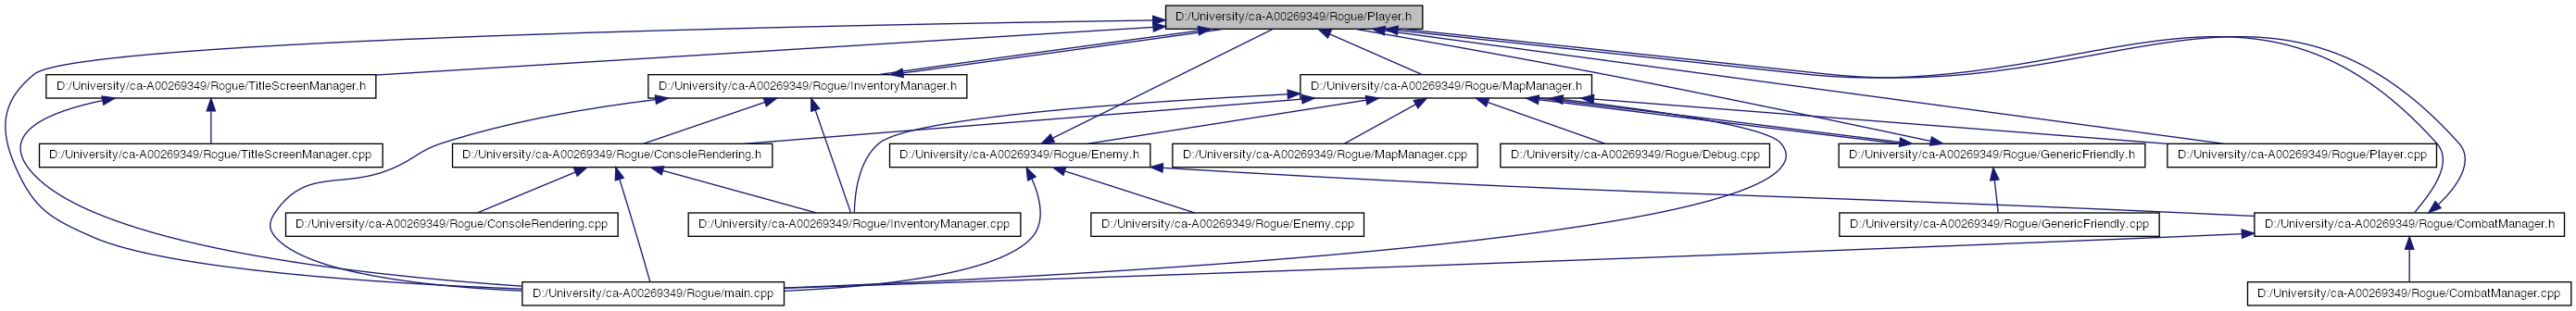 D:/University/ca-A00269349/Rogue/Player.h
D:/University/ca-A00269349/Rogue/TitleScreenManager.h
D:/University/ca-A00269349/Rogue/InventoryManager.h
D:/University/ca-A00269349/Rogue/MapManager.h
D:/University/ca-A00269349/Rogue/TitleScreenManager.cpp
D:/University/ca-A00269349/Rogue/ConsoleRendering.h
D:/University/ca-A00269349/Rogue/Enemy.h
D:/University/ca-A00269349/Rogue/MapManager.cpp
D:/University/ca-A00269349/Rogue/Debug.cpp
D:/University/ca-A00269349/Rogue/GenericFriendly.h
D:/University/ca-A00269349/Rogue/Player.cpp
D:/University/ca-A00269349/Rogue/ConsoleRendering.cpp
D:/University/ca-A00269349/Rogue/InventoryManager.cpp
D:/University/ca-A00269349/Rogue/Enemy.cpp
D:/University/ca-A00269349/Rogue/GenericFriendly.cpp
D:/University/ca-A00269349/Rogue/CombatManager.h
D:/University/ca-A00269349/Rogue/main.cpp
D:/University/ca-A00269349/Rogue/CombatManager.cpp